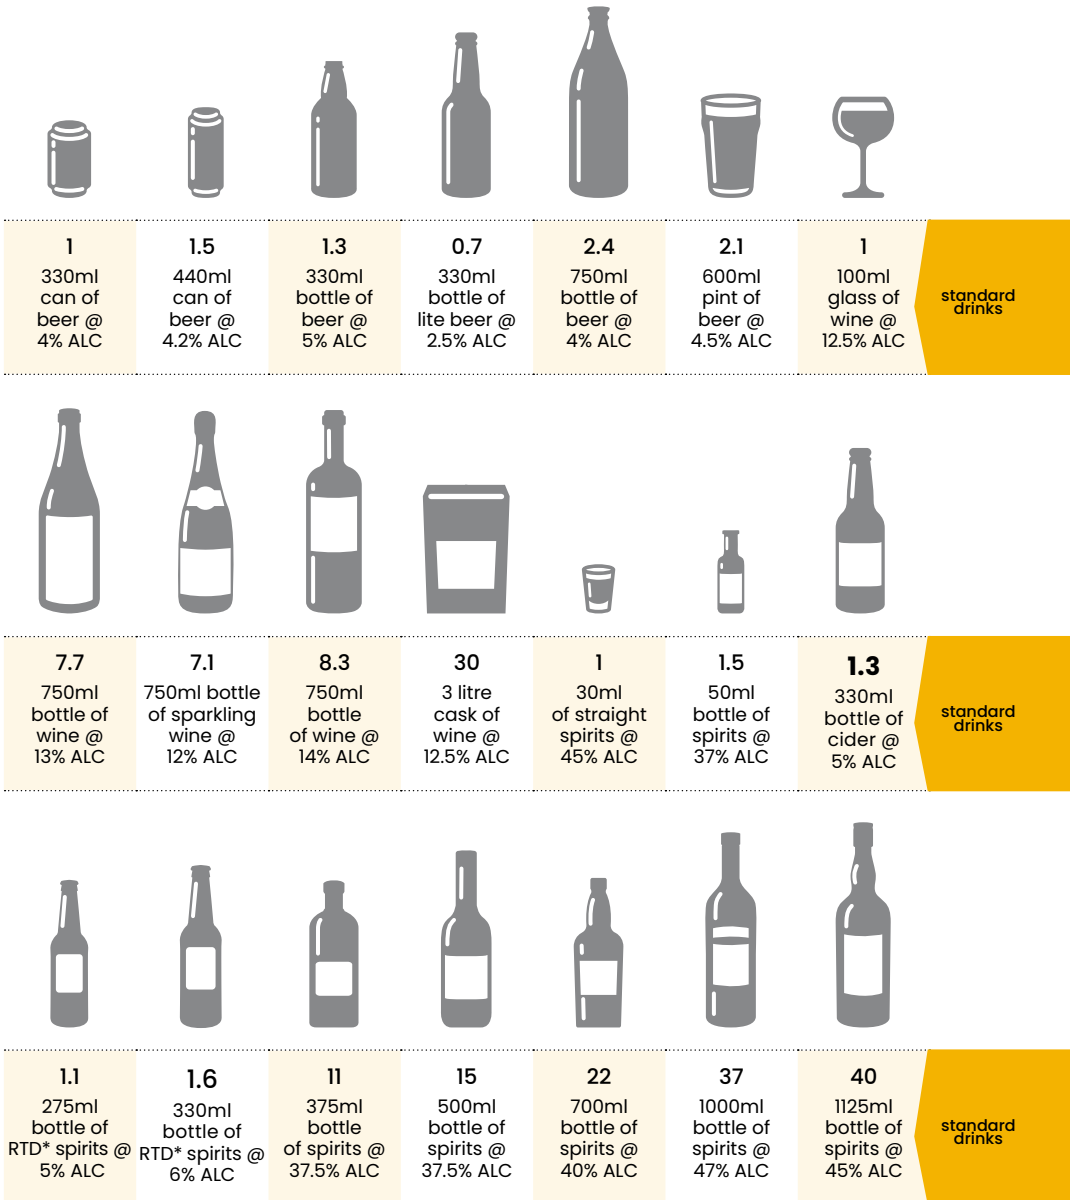 1
330ml
can of
beer @
4% ALC
1.5
440ml
can of
beer @
4.2% ALC
1.3
330ml
bottle of
beer @
5% ALC
0.7
330ml
bottle of
lite beer @
2.5% ALC
2.4
750ml
bottle of
beer @
4% ALC
2.1
600ml
pint of
beer @
4.5% ALC
1
100ml
glass of
wine @
12.5% ALC
standard
drinks
7.7
750ml
bottle of
wine @
13% ALC
7.1
750ml bottle
of sparkling
wine @
12% ALC
8.3
750ml
bottle
of wine @
14% ALC
30
3 litre
cask of
wine @
12.5% ALC
1
30ml
of straight
spirits @
45% ALC
1.5
50ml
bottle of
spirits @
37% ALC
1.3
330ml
bottle of
cider @
5% ALC
standard
drinks
1.1
275ml
bottle of
RTD* spirits @
5% ALC
1.6
330ml
bottle of
RTD* spirits @
6% ALC
11
375ml
bottle
of spirits @
37.5% ALC
15
500ml
bottle of
spirits @
37.5% ALC
22
700ml
bottle of
spirits @
40% ALC
37
1000ml
bottle of
spirits @
47% ALC
40
1125ml
bottle of
spirits @
45% ALC
standard
drinks